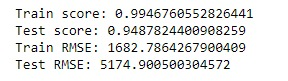 Train score: 0.9946760552826441
Test score: 0.9487824400908259
Train RMSE: 1682.7864267900409
Test RMSE: 5174.900500304572